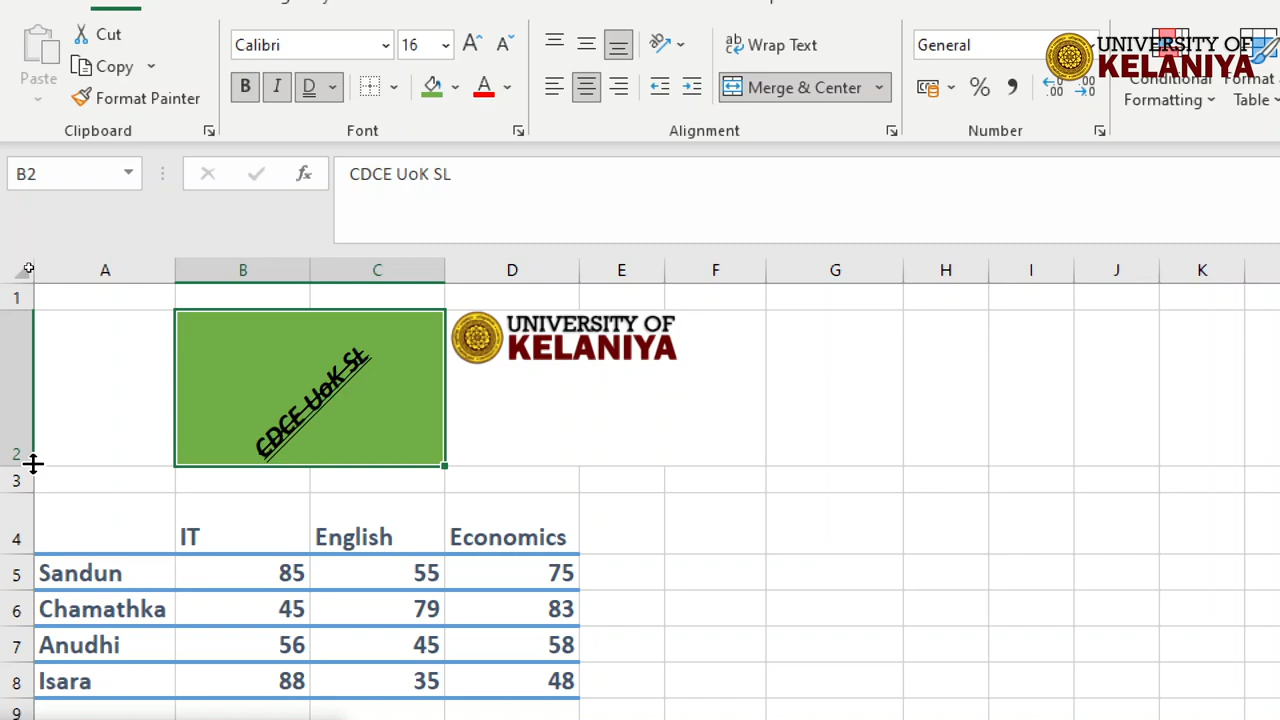 Cut
Calibri
16
Wrap Text
General
UNIVERSITY OF
KELANIYA
Paste
Copy
B
I
D
A
Merge & Center
%
.00
.00
Conditional
Format
Format Painter
Formatting
Table
Clipboard
Font
Alignment
Number
B2
fx
CDCE UoK SL
A B C D E F G H I J K
1
CDCE UoK SL
UNIVERSITY OF
KELANIYA
2
3
4 IT English Economics
5 Sandun 85 55 75
6 Chamathka 45 79 83
7 Anudhi 56 45 58
8 Isara 88 35 48
9